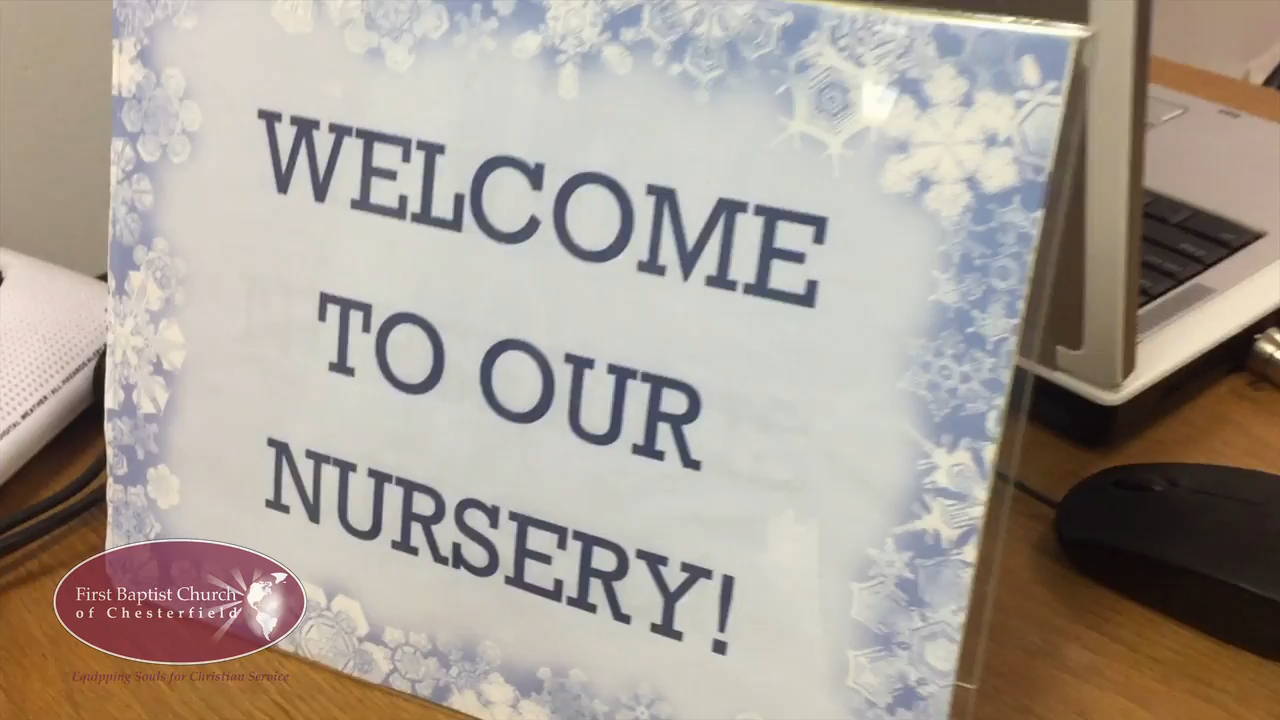 WELCOME
TO OUR
NURSERY!
First Baptist Church
of Chesterfield
Equipping Souls for Christian Service